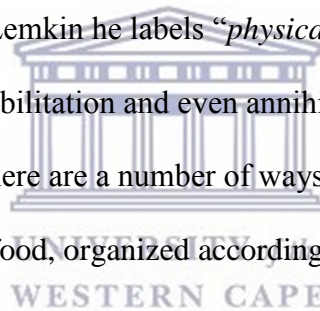 emkin he labels “physica
bilitation and even annihi
ere are a number of ways
UNIVERSITY of the
food, organized according
WESTERN CAPE